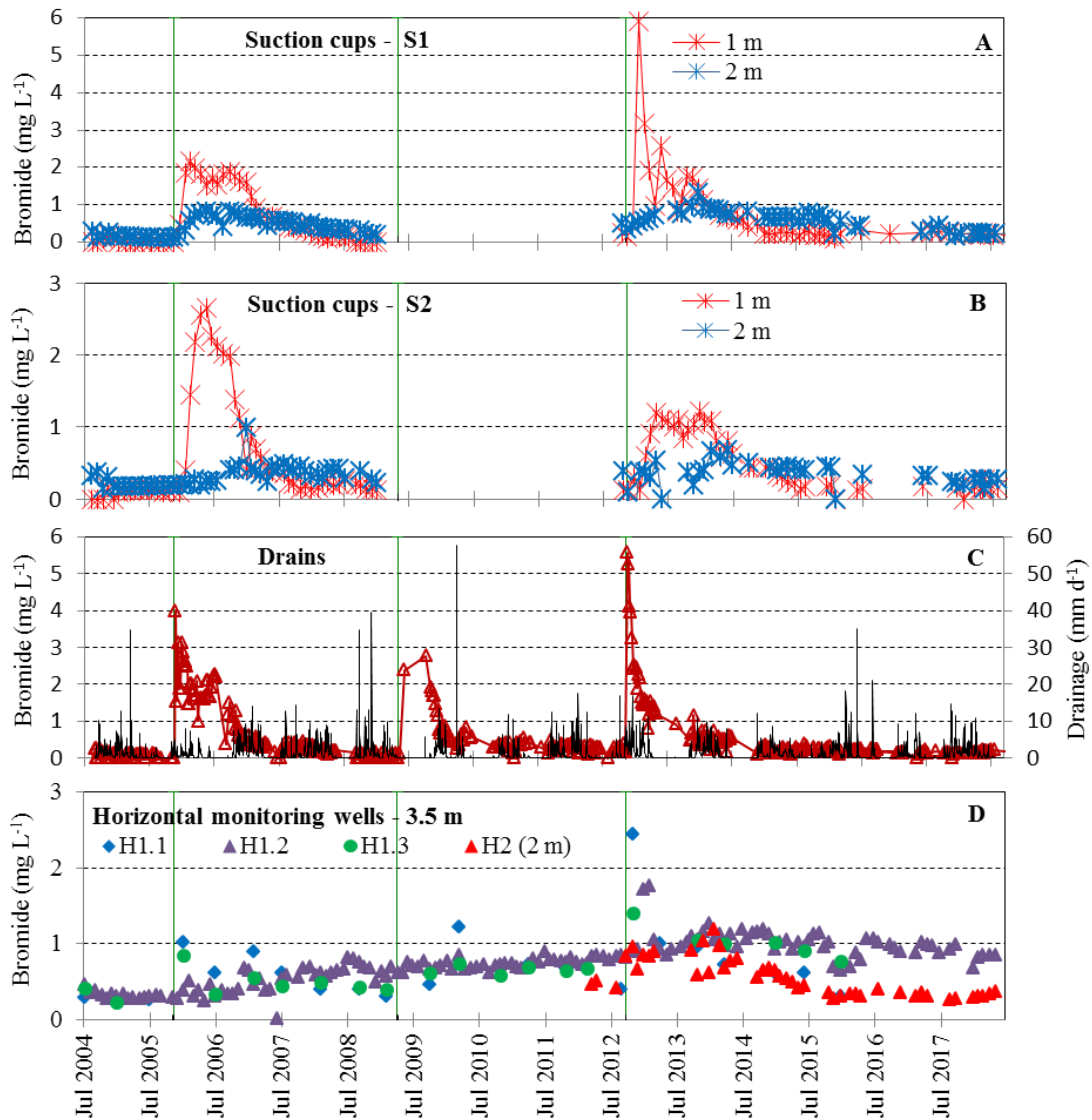 Suction cups - S1
A
1 m
2 m
Bromide (mg L-1)
6
5
4
3
2
1
0
Suction cups - S2
B
1 m
2 m
Bromide (mg L-1)
3
2
1
0
Drains
C
Bromide (mg L-1)
6
5
4
3
2
1
0
60
50
40
30
20
10
0
Drainage (mm d-1)
Horizontal monitoring wells - 3.5 m
D
H1.1 H1.2 H1.3 H2 (2 m)
Bromide (mg L-1)
3
2
1
0
Jul 2004
Jul 2005
Jul 2006
Jul 2007
Jul 2008
Jul 2009
Jul 2010
Jul 2011
Jul 2012
Jul 2013
Jul 2014
Jul 2015
Jul 2016
Jul 2017